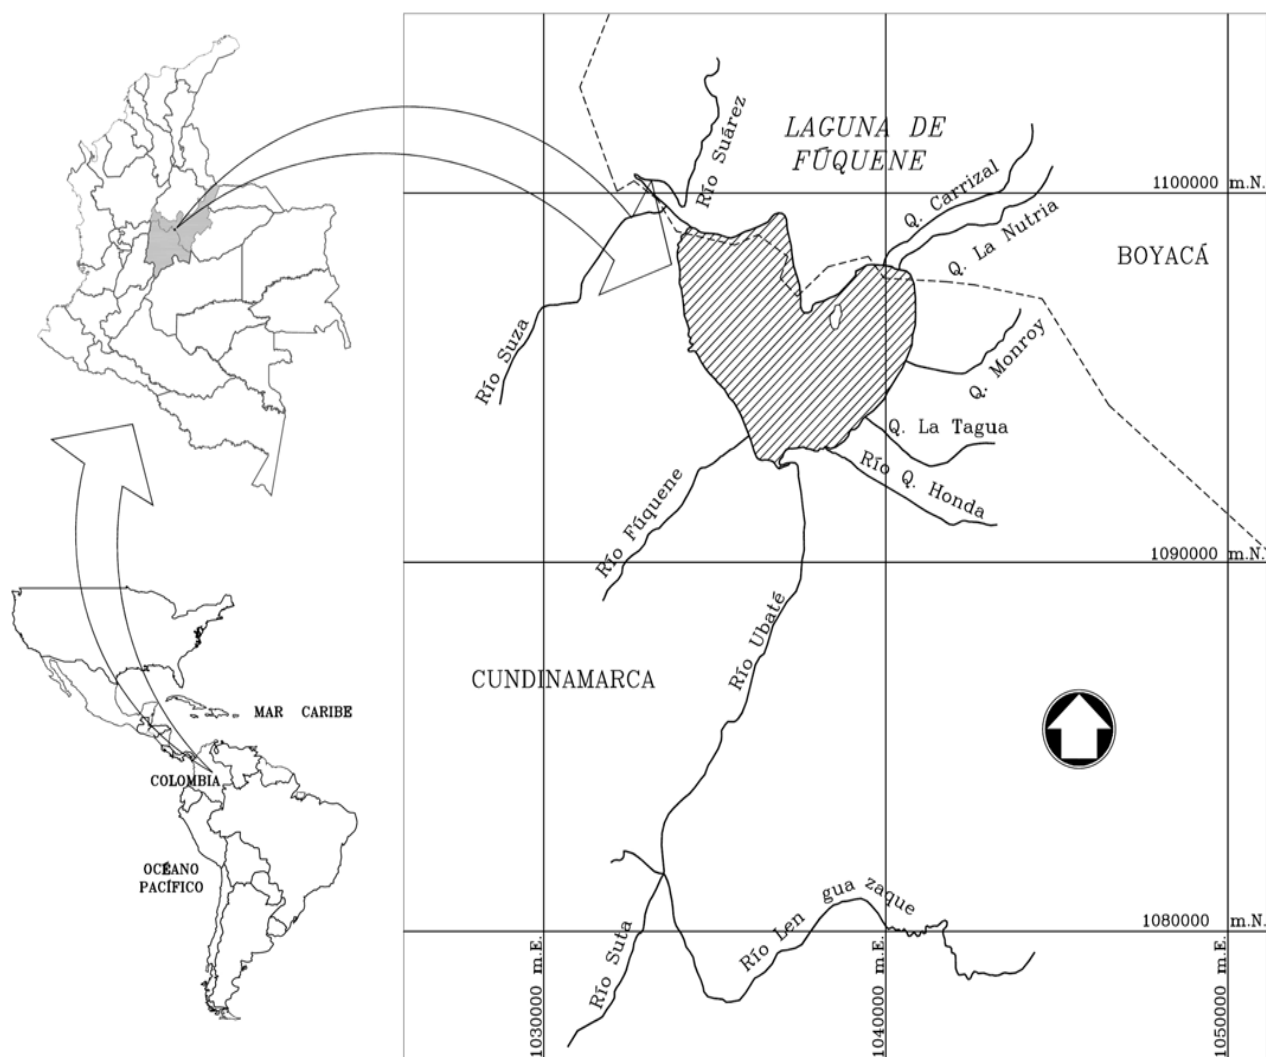 LAGUNA DE
FÚQUENE
Río Suárez
1100000 m.N.
Q. Carrizal
Q. La Nutria
BOYACÁ
Río Suza
Q. Monroy
Q. La Tagua
Río Q. Honda
Río Fúquene
1090000 m.N.
Río Ubaté
CUNDINAMARCA
MAR CARIBE
COLOMBIA
OCÉANO
PACÍFICO
Río Len gua zaque
1080000 m.N.
Río Suta
1030000 m.E.
1040000 m.E.
1050000 m.E.